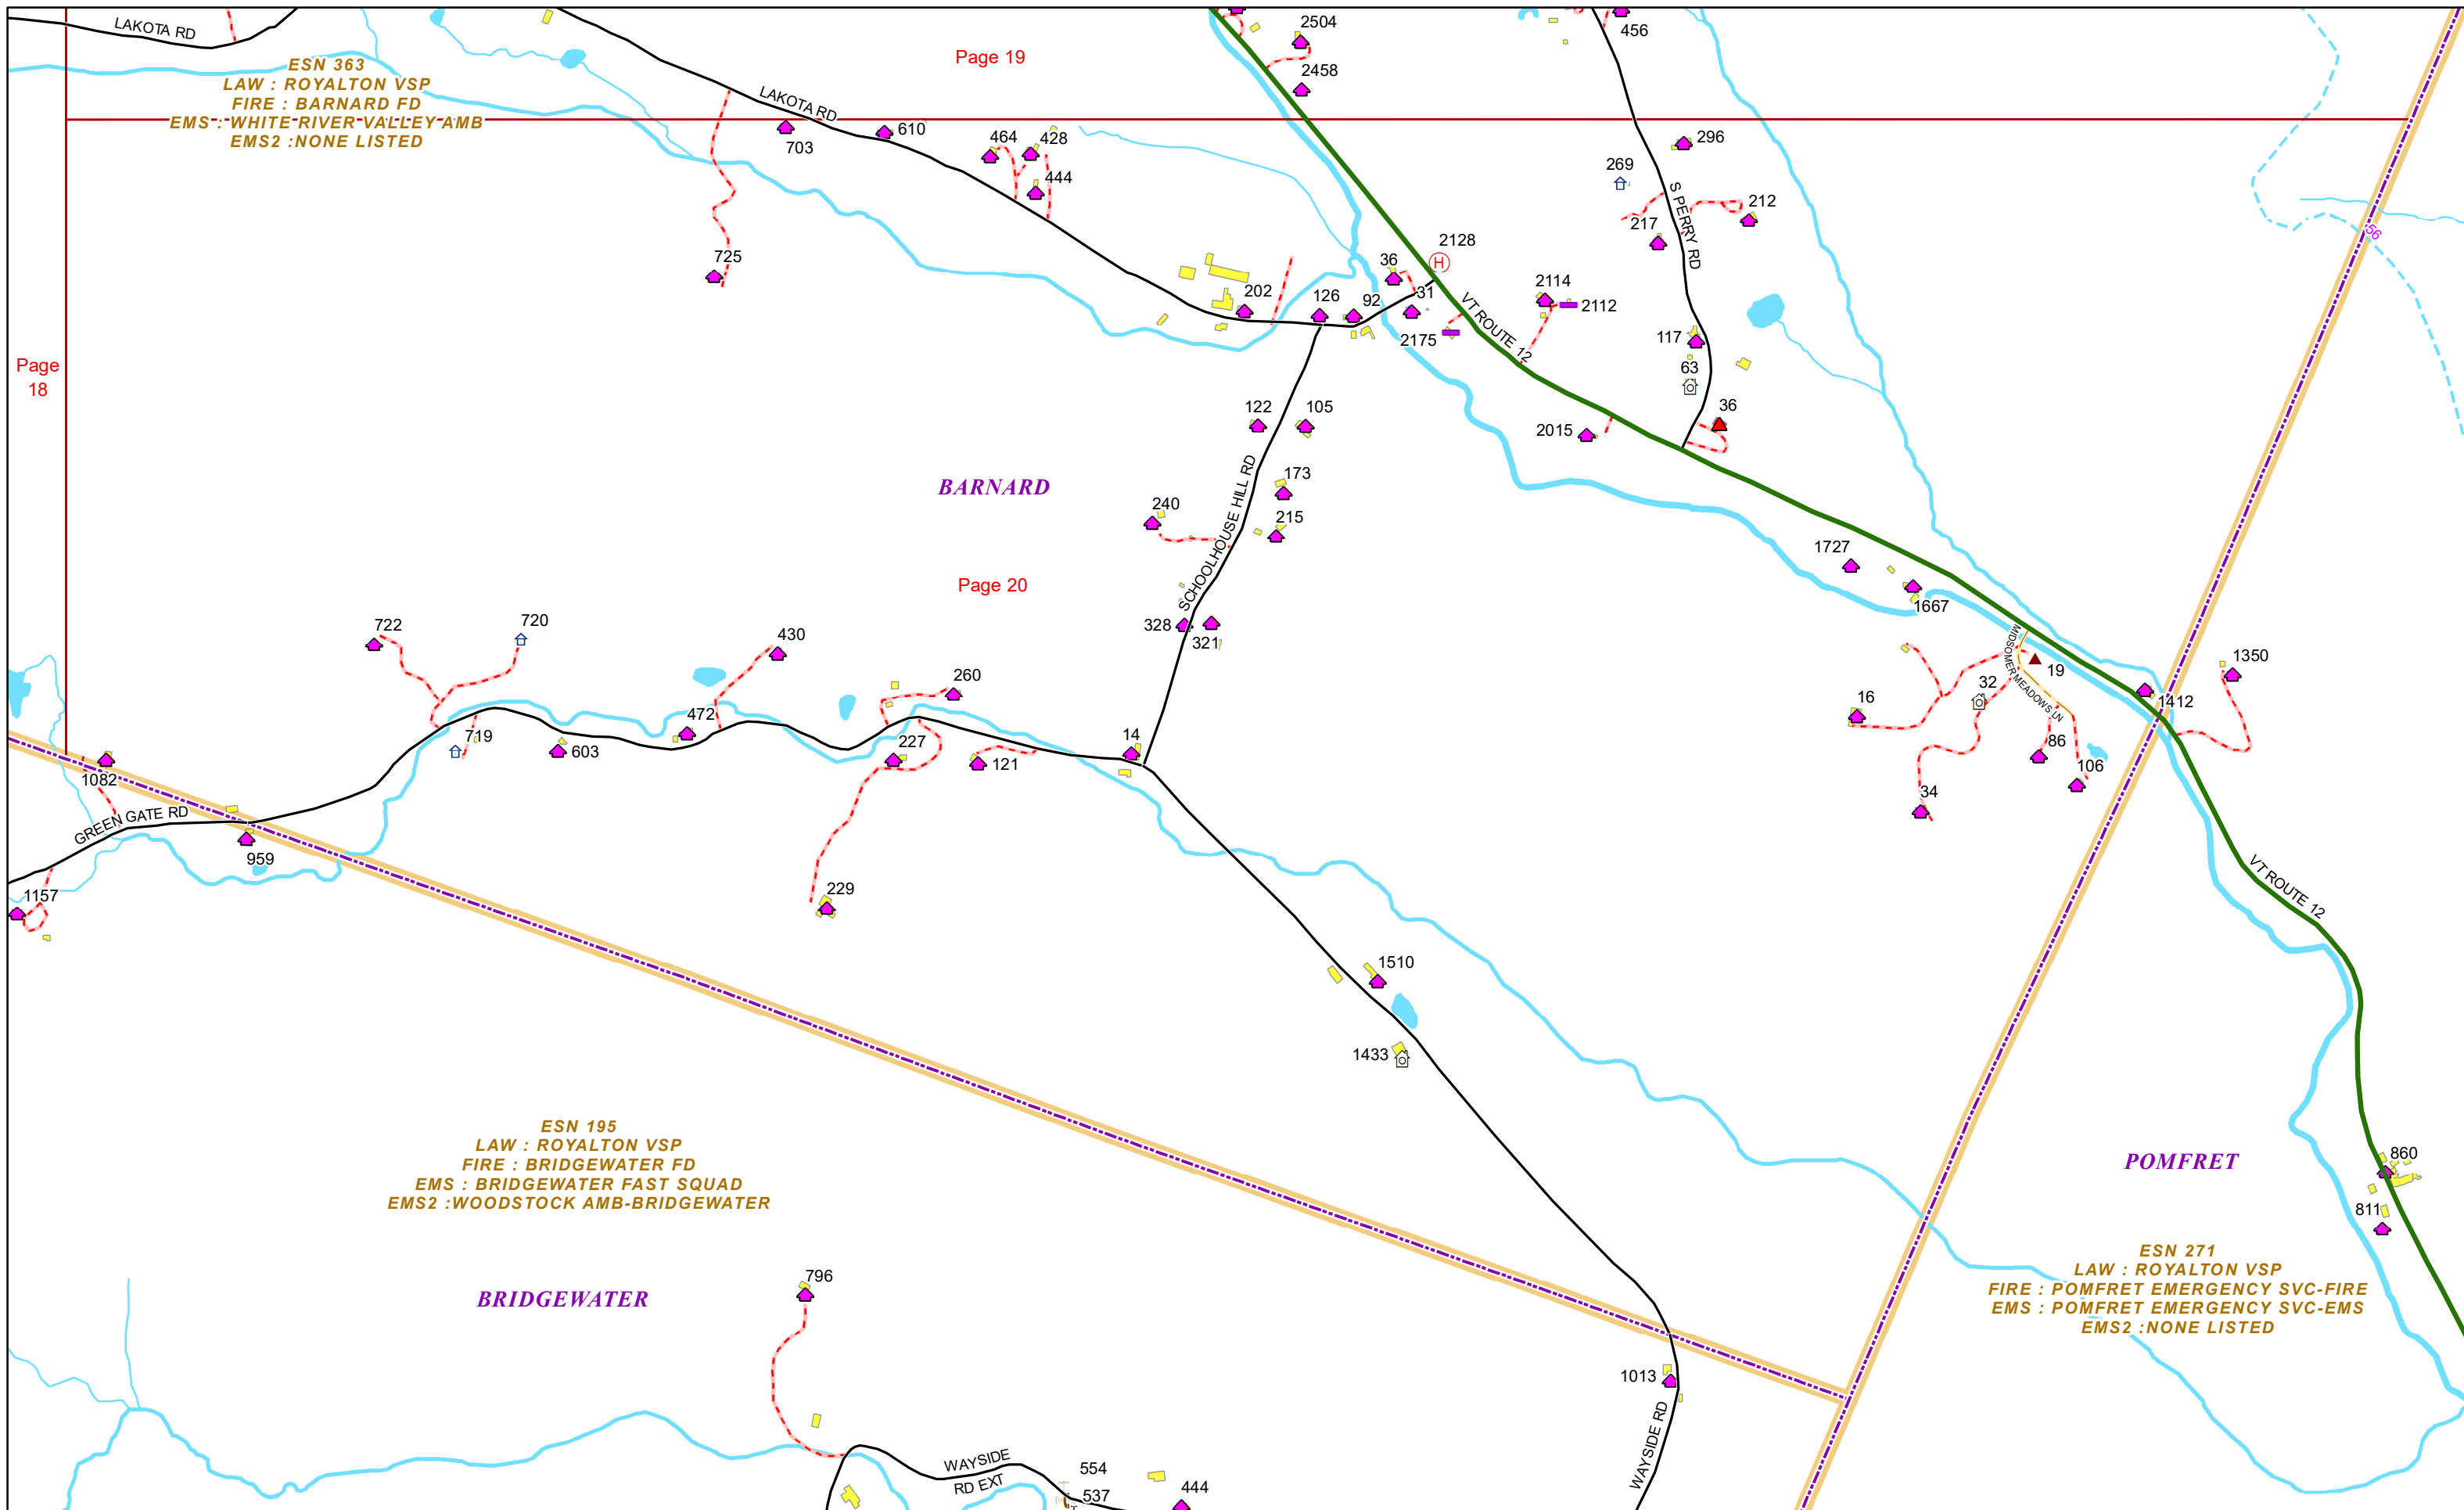 LAKOTA RD
ESN 363
LAW : ROYALTON VSP
FIRE : BARNARD FD
EMS : WHITE RIVER VALLEY AMB
EMS2 :NONE LISTED
Page 19
2504
2458
456
LAKOTA RD
703
610
464
428
444
725
296
269
212
217
S PERRY RD
2128
36
31
2114
2112
2175
VT ROUTE 12
202
126
92
117
63
36
2015
Page
18
122
105
173
215
240
SCHOOLHOUSE HILL RD
BARNARD
Page 20
328
321
1727
1667
MIDSOMER MEADOWS LN
19
32
16
86
106
34
1412
1350
56
722
720
430
260
472
719
603
227
121
14
1082
GREEN GATE RD
959
1157
229
VT ROUTE 12
1510
1433
ESN 195
LAW : ROYALTON VSP
FIRE : BRIDGEWATER FD
EMS : BRIDGEWATER FAST SQUAD
EMS2 :WOODSTOCK AMB-BRIDGEWATER
POMFRET
860
811
ESN 271
LAW : ROYALTON VSP
FIRE : POMFRET EMERGENCY SVC-FIRE
EMS : POMFRET EMERGENCY SVC-EMS
EMS2 :NONE LISTED
BRIDGEWATER
796
1013
WAYSIDE RD
WAYSIDE
RD EXT
554
537
444